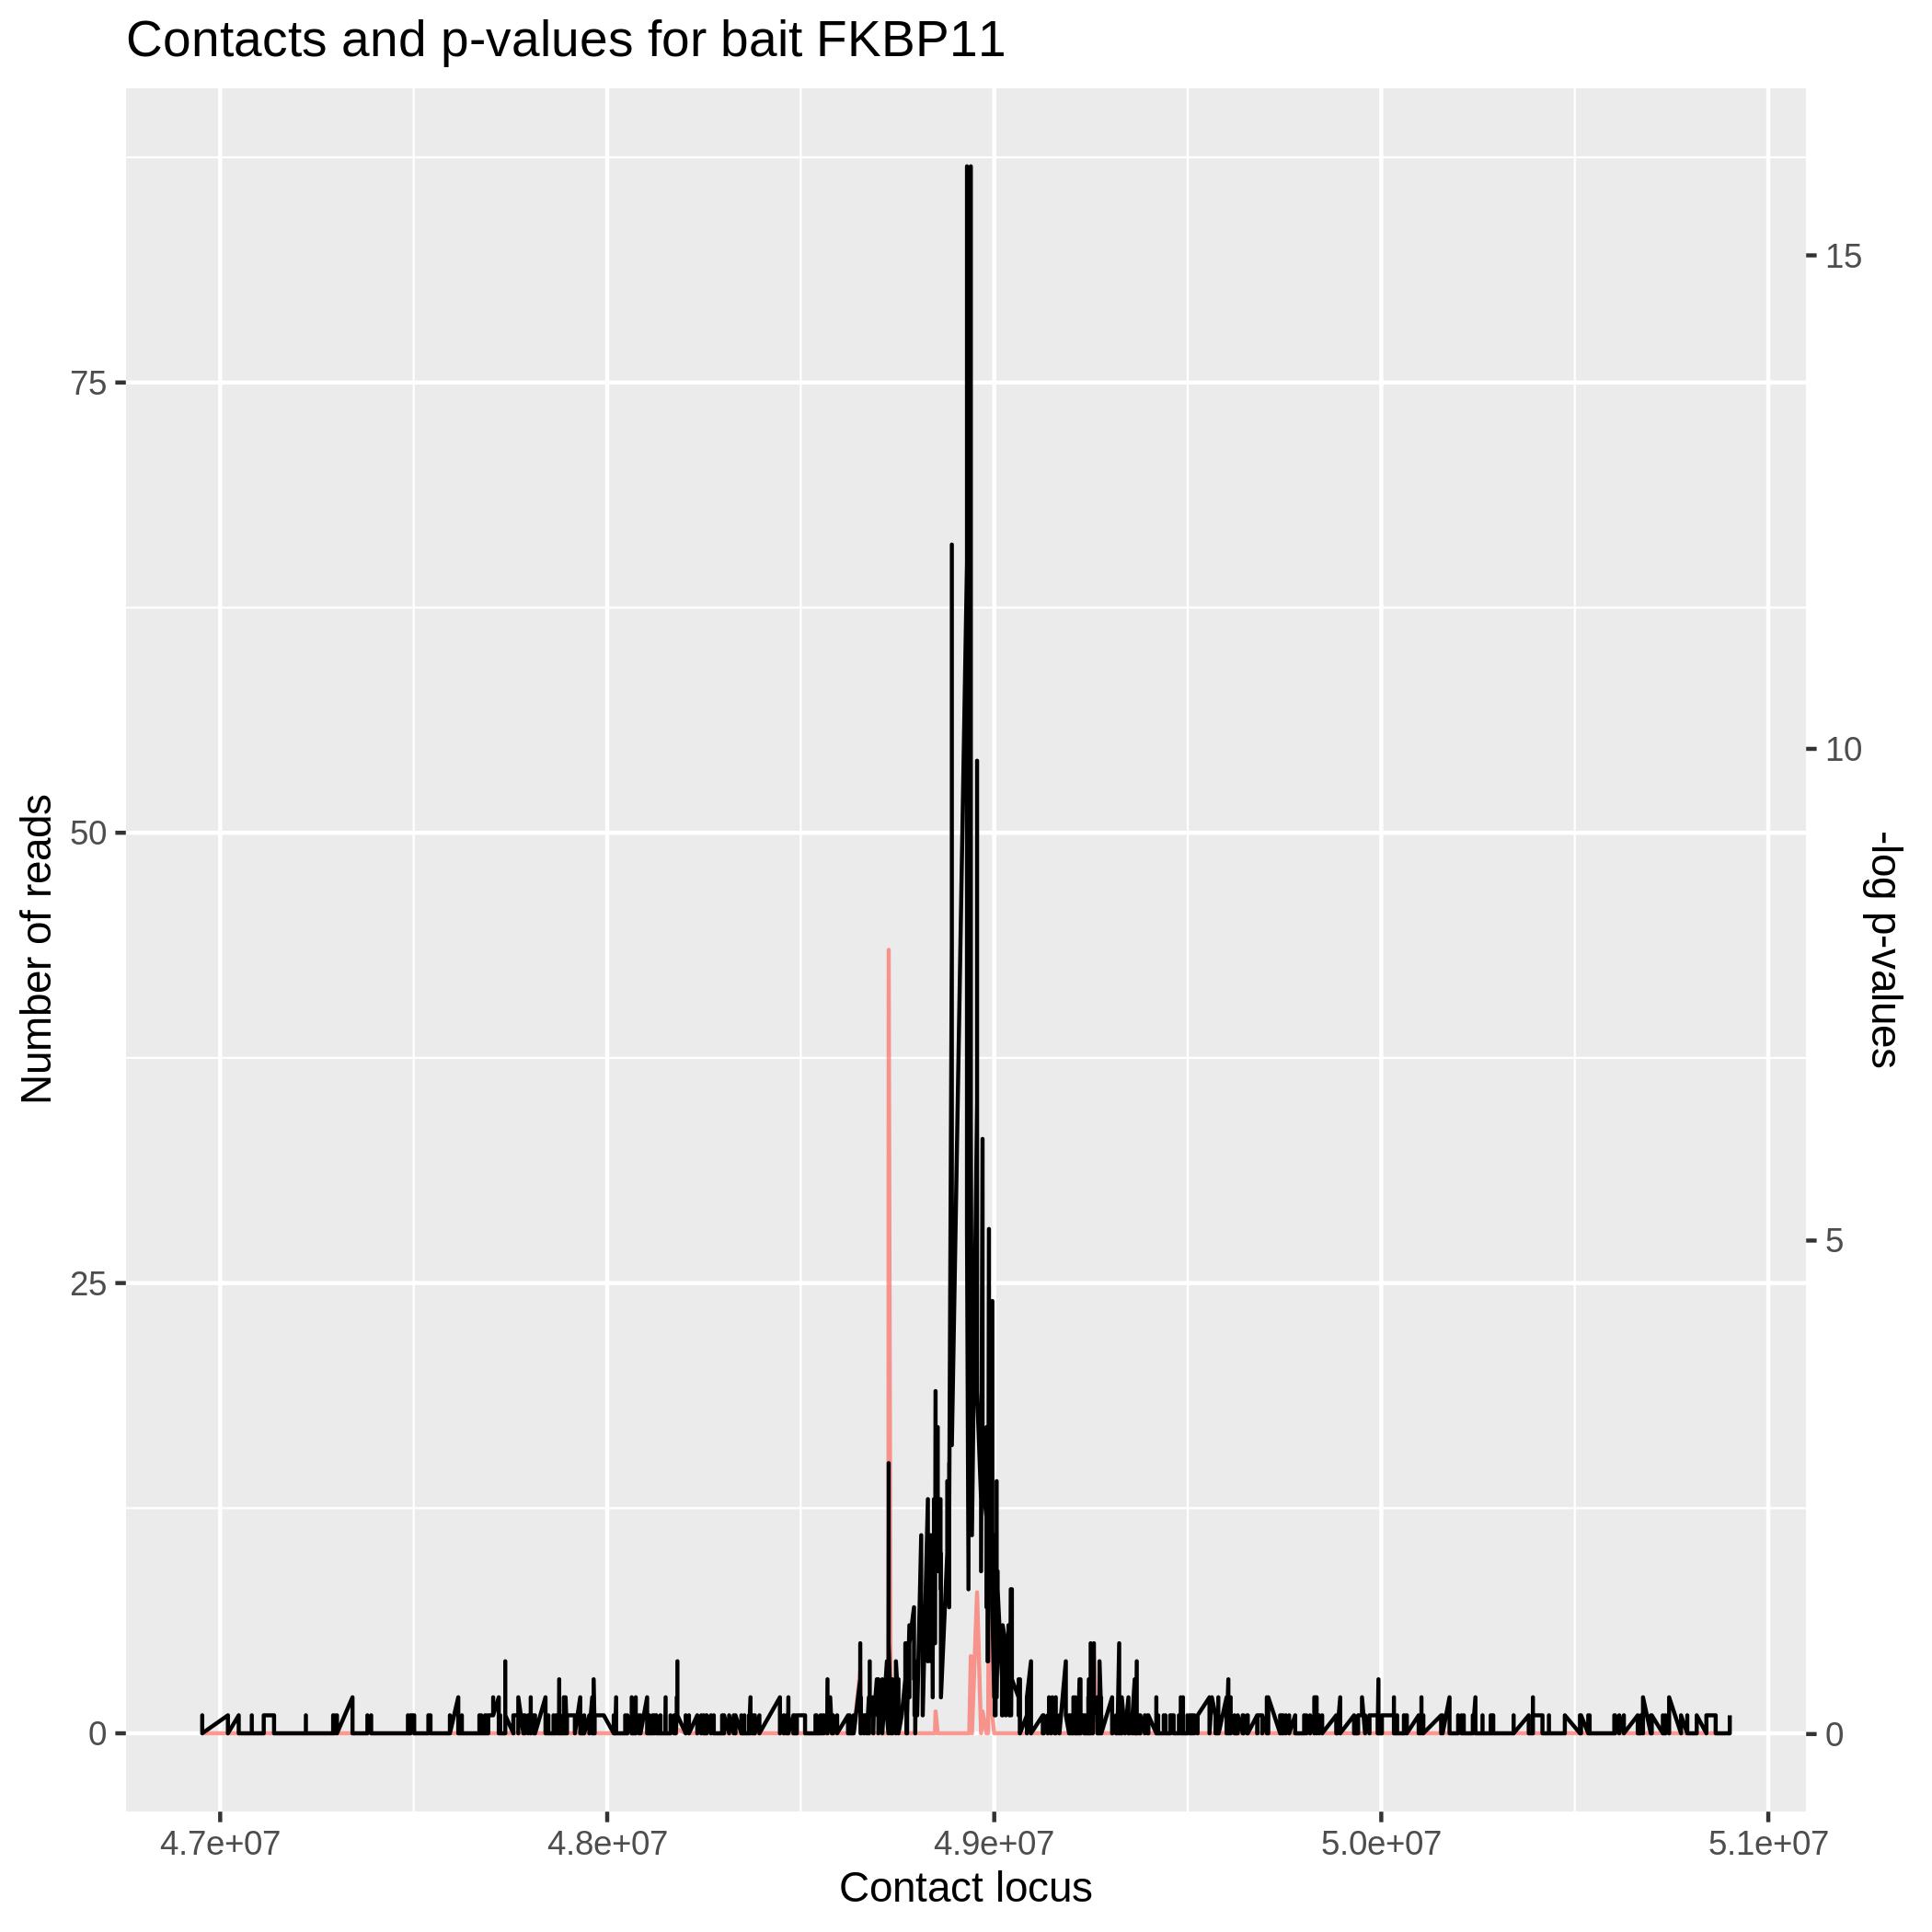 Contacts and p-values for bait FKBP11
Number of reads
75
50
25
0
15
10
5
0
-log p-values
4.7e+07
4.8e+07
4.9e+07
5.0e+07
5.1e+07
Contact locus